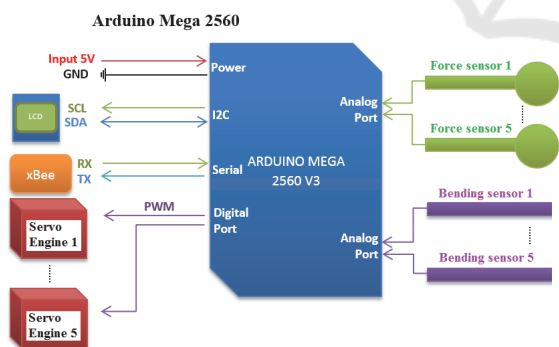 Arduino Mega 2560
Input 5V
GND
Power
LCD
SCL
SDA
I2C
xBee
RX
TX
Serial
ARDUINO MEGA
2560 V3
PWM
Digital
Port
Servo
Engine 1
Servo
Engine 5
Analog
Port
Force sensor 1
Force sensor 5
Analog
Port
Bending sensor 1
Bending sensor 5